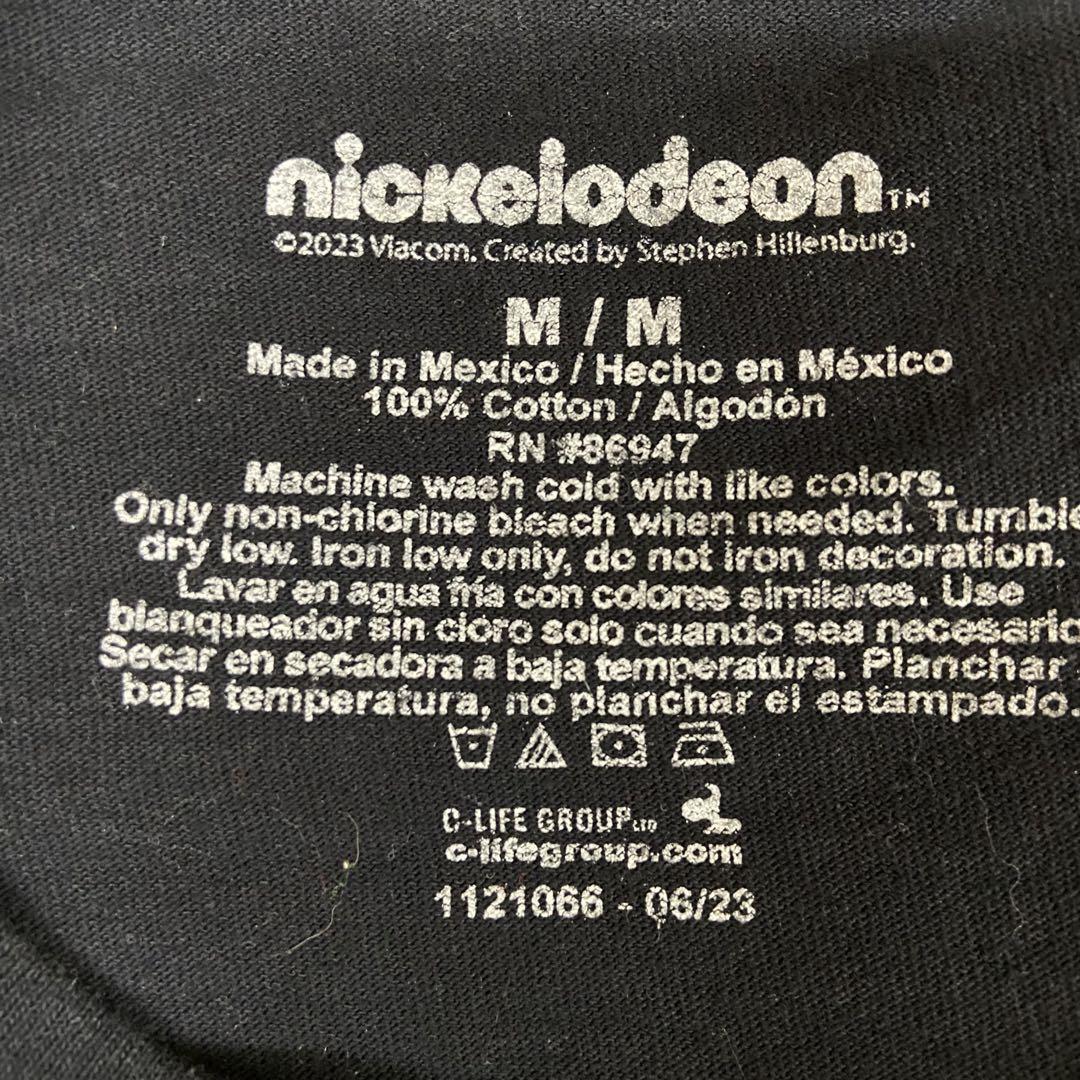 nickelodeon™
©2023 Viacom. Created by Stephen Hillenburg.
M / M
Made in Mexico / Hecho en México
100% Cotton / Algodón
RN #86947
Machine wash cold with like colors.
Only non-chlorine bleach when needed. Tumble
dry low. Iron low only, do not iron decoration.
Lavar en agua fría con colores similares. Use
blanqueador sin cloro solo cuando sea necesario
Secar en secadora a baja temperatura. Planchar
baja temperatura, no planchar el estampado.
C-LIFE GROUP LTD
c-lifegroup.com
1121066 - 06/23